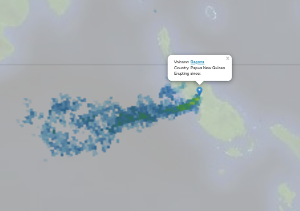 Volcano: Bagana
Country: Papua New Guinea
Erupting since: